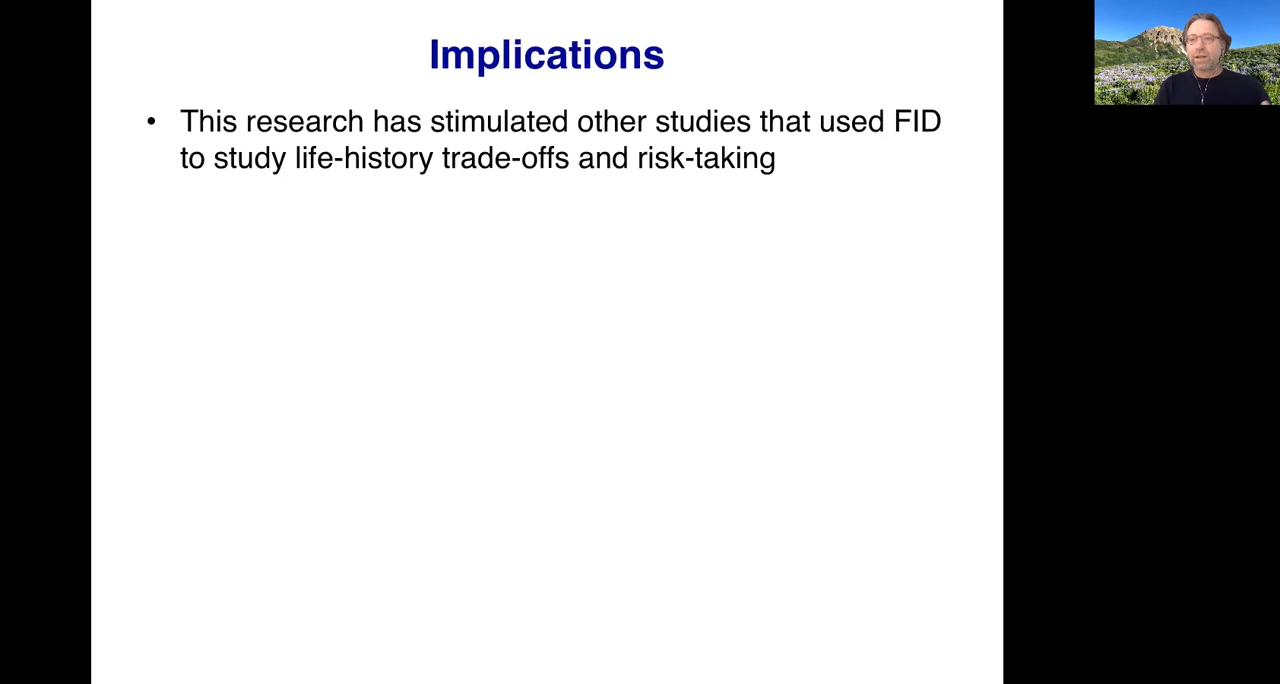 Implications
• This research has stimulated other studies that used FID
to study life-history trade-offs and risk-taking